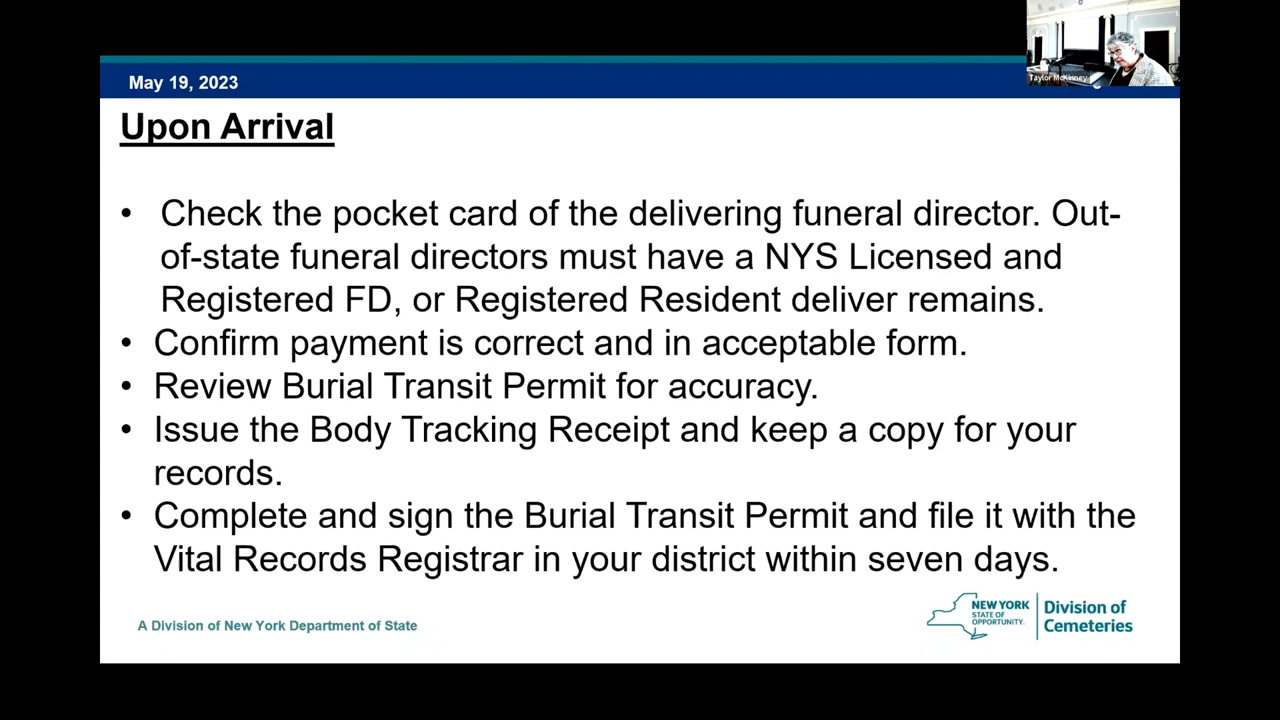 May 19, 2023
Taylor McKinney
Upon Arrival
• Check the pocket card of the delivering funeral director. Out-
of-state funeral directors must have a NYS Licensed and
Registered FD, or Registered Resident deliver remains.
• Confirm payment is correct and in acceptable form.
• Review Burial Transit Permit for accuracy.
• Issue the Body Tracking Receipt and keep a copy for your
records.
• Complete and sign the Burial Transit Permit and file it with the
Vital Records Registrar in your district within seven days.
A Division of New York Department of State
NEW YORK
STATE OF
OPPORTUNITY.
Division of
Cemeteries